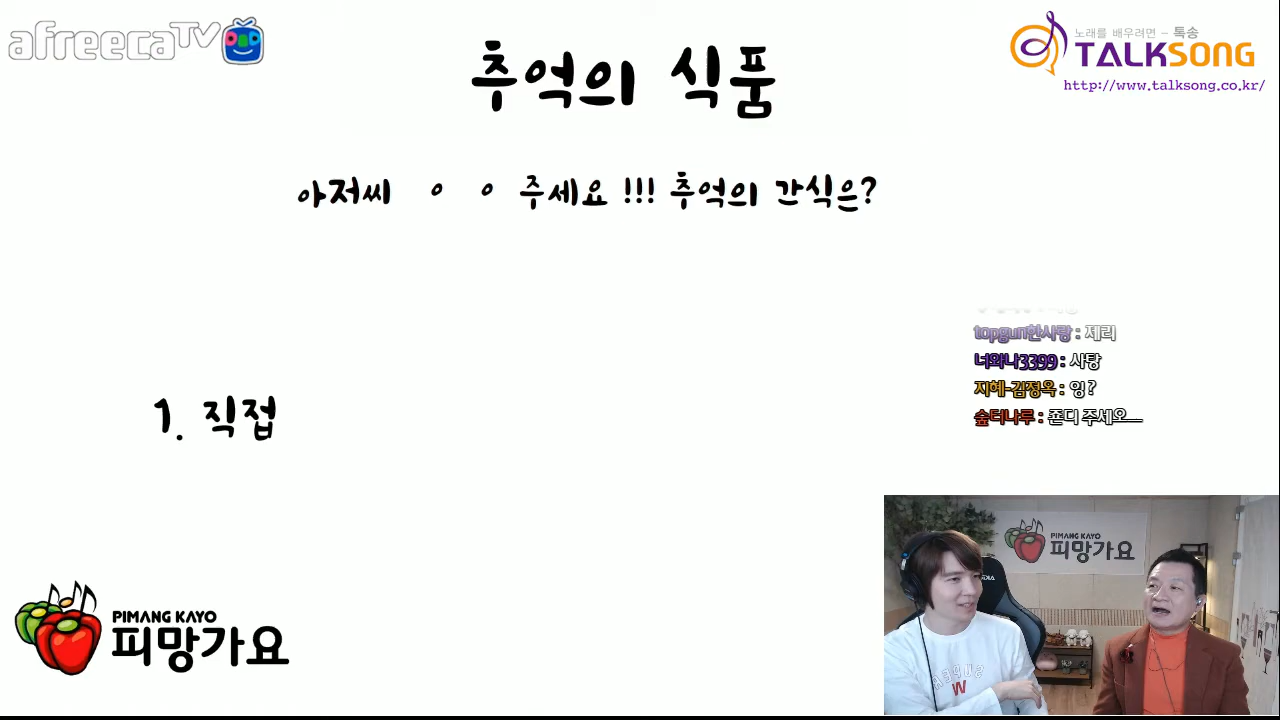 afreecaTV
노래를 배우려면 - 톡송
TALKSONG
http://www.talksong.co.kr/
추억의 식품
아저씨 ㅇ ㅇ 주세요 !!! 추억의 간식은?
topgun한사랑 : 제리
너와나3399 : 사탕
지혜-김정옥 : 잉?
숲터나루 : 죤디 주세오....
1. 직접
PIMANG KAYO
피망가요
PIMANG KAYO
피망가요
W